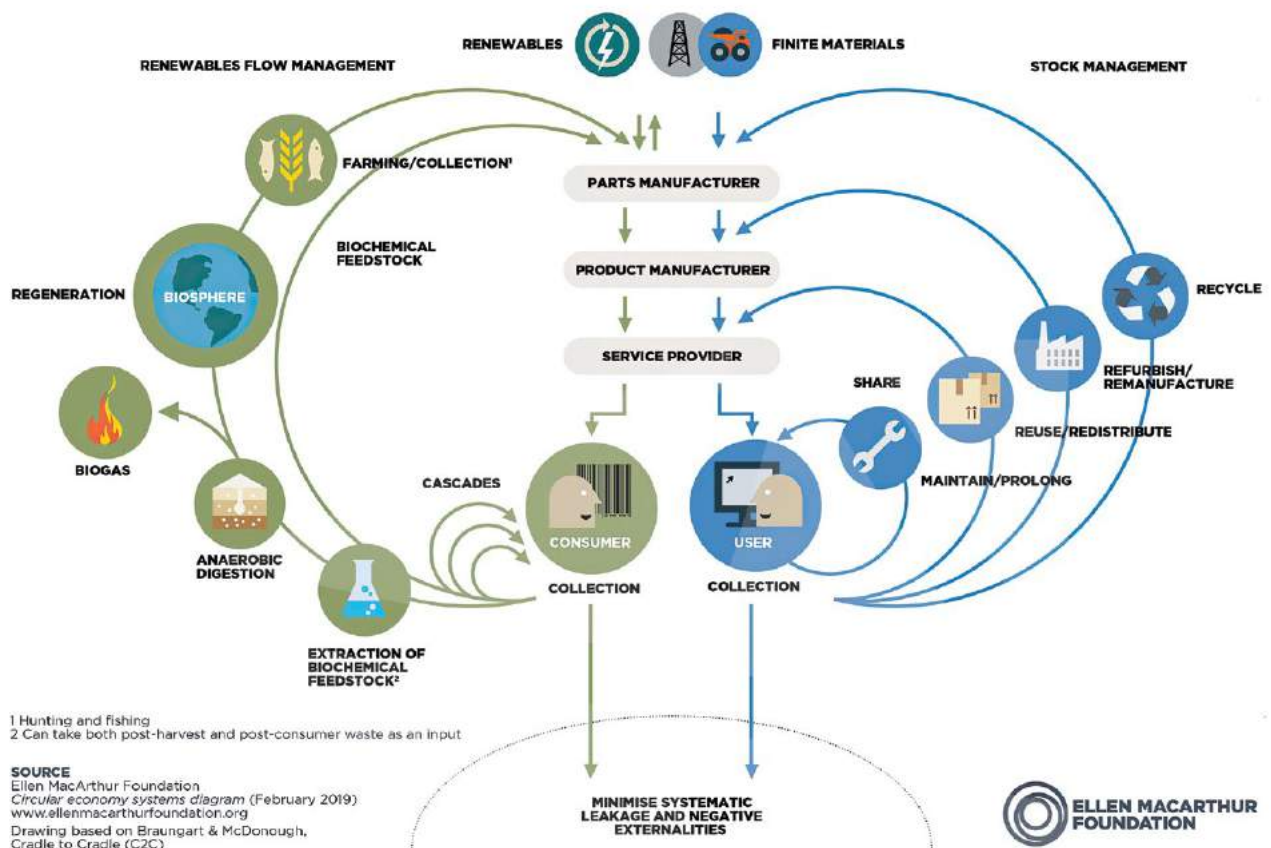 RENEWABLES
FINITE MATERIALS
RENEWABLES FLOW MANAGEMENT
STOCK MANAGEMENT
FARMING/COLLECTION¹
PARTS MANUFACTURER
BIOCHEMICAL
FEEDSTOCK
PRODUCT MANUFACTURER
REGENERATION
BIOSPHERE
RECYCLE
SERVICE PROVIDER
SHARE
REFURBISH/
REMANUFACTURE
REUSE/REDISTRIBUTE
BIOGAS
CASCADES
MAINTAIN/PROLONG
CONSUMER
USER
ANAEROBIC
DIGESTION
COLLECTION
COLLECTION
EXTRACTION OF
BIOCHEMICAL
FEEDSTOCK²
1 Hunting and fishing
2 Can take both post-harvest and post-consumer waste as an input
SOURCE
Ellen MacArthur Foundation
Circular economy systems diagram (February 2019)
www.ellenmacarthurfoundation.org
Drawing based on Braungart & McDonough,
Cradle to Cradle (C2C)
MINIMISE SYSTEMATIC
LEAKAGE AND NEGATIVE
EXTERNALITIES
ELLEN MACARTHUR
FOUNDATION